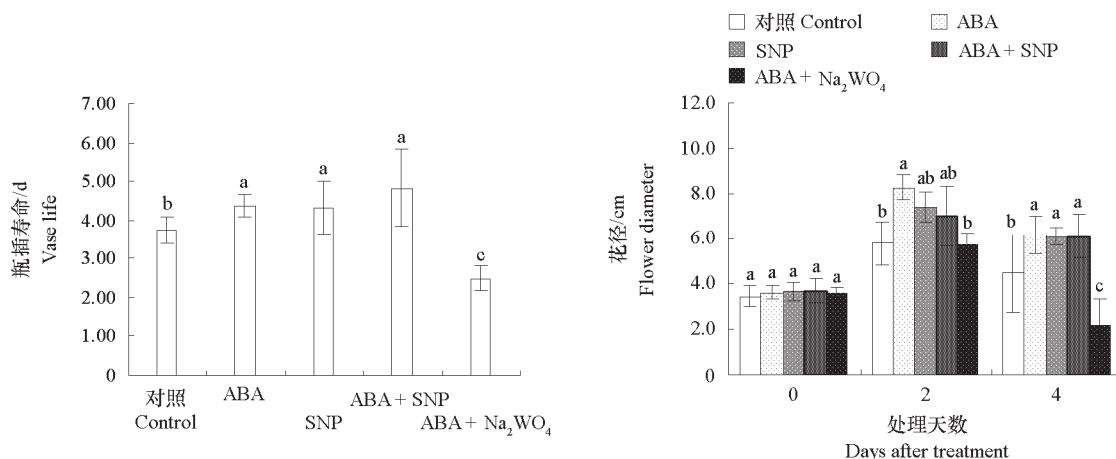 7.00
6.00
5.00
4.00
3.00
2.00
1.00
0
瓶插寿命/d
Vase life
b
a
a
a
c
对照
Control
ABA
SNP
ABA + SNP
ABA + Na₂WO₄
对照 Control
ABA
SNP
ABA + SNP
ABA + Na₂WO₄
12.0
10.0
8.0
6.0
4.0
2.0
0
花径/cm
Flower diameter
a a a a a
b a ab ab b
b a a a c
0 2 4
处理天数
Days after treatment